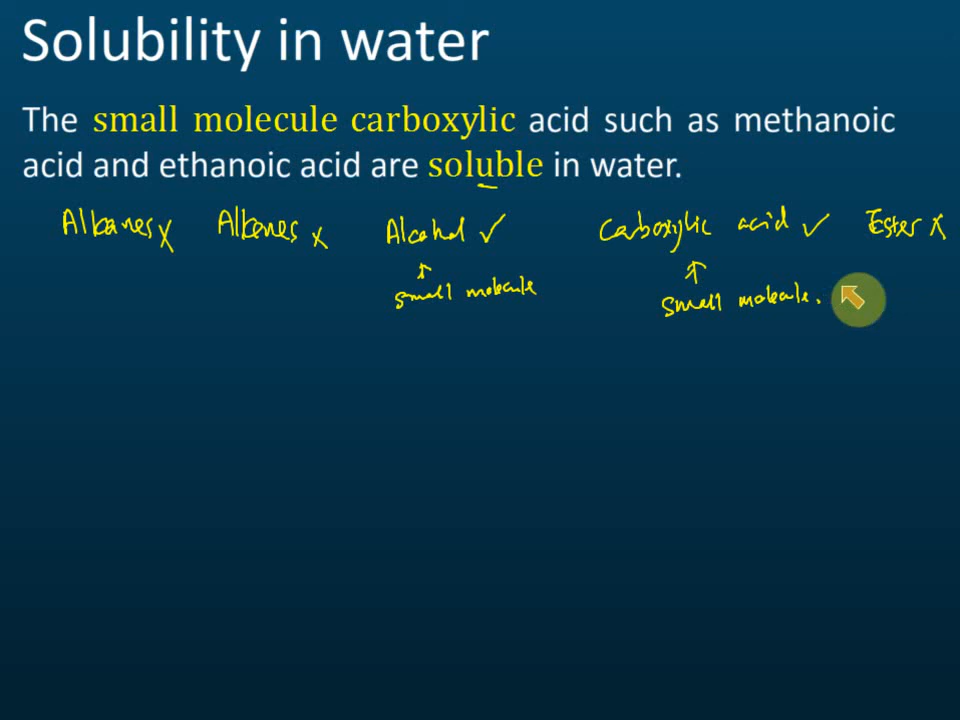 Solubility in water
The small molecule carboxylic acid such as methanoic
acid and ethanoic acid are soluble in water.
Alkanes x Alkenes x Alcohol ✓ Carboxylic acid ✓ Ester x
↑ ↑
small molecule small molecule.